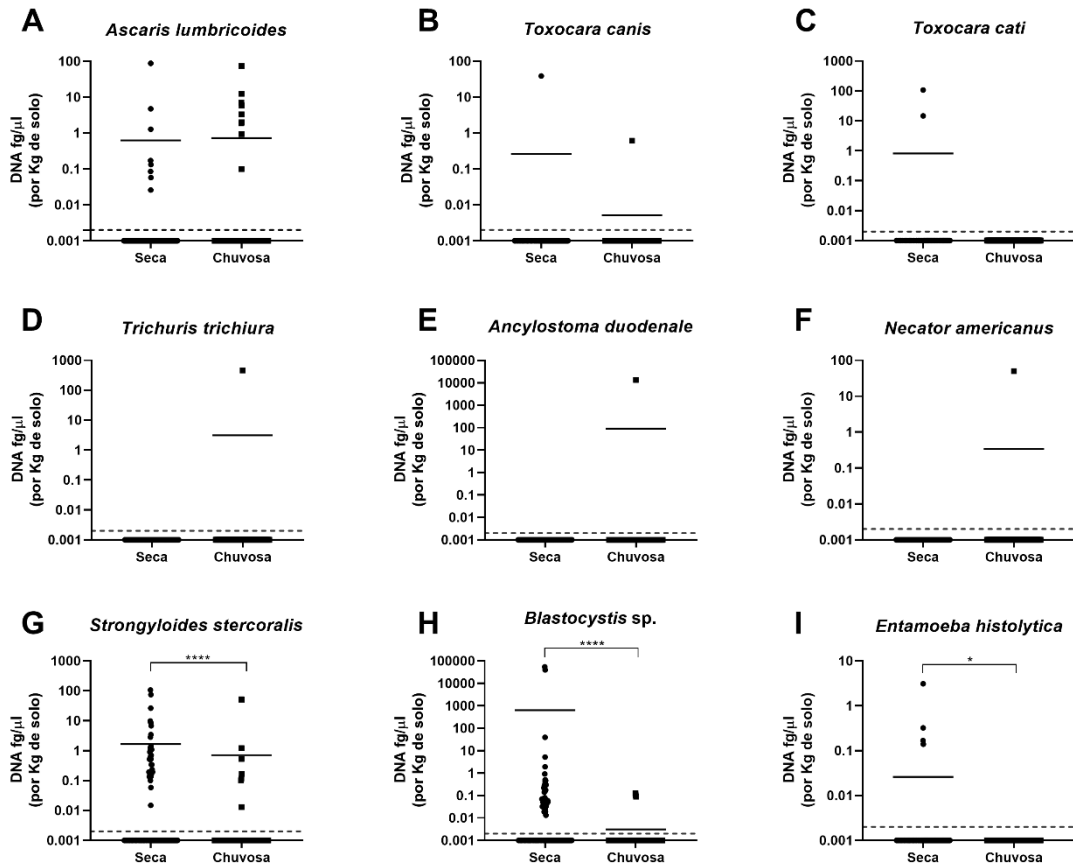 A
Ascaris lumbricoides
DNA fg/µl
(por Kg de solo)
100
10
1
0.1
0.01
0.001
Seca
Chuvosa
B
Toxocara canis
DNA fg/µl
(por Kg de solo)
100
10
1
0.1
0.01
0.001
Seca
Chuvosa
C
Toxocara cati
DNA fg/µl
(por Kg de solo)
1000
100
10
1
0.1
0.01
0.001
Seca
Chuvosa
D
Trichuris trichiura
DNA fg/µl
(por Kg de solo)
1000
100
10
1
0.1
0.01
0.001
Seca
Chuvosa
E
Ancylostoma duodenale
DNA fg/µl
(por Kg de solo)
100000
10000
1000
100
10
1
0.1
0.01
0.001
Seca
Chuvosa
F
Necator americanus
DNA fg/µl
(por Kg de solo)
100
10
1
0.1
0.01
0.001
Seca
Chuvosa
G
Strongyloides stercoralis
****
DNA fg/µl
(por Kg de solo)
1000
100
10
1
0.1
0.01
0.001
Seca
Chuvosa
H
Blastocystis sp.
****
DNA fg/µl
(por Kg de solo)
100000
10000
1000
100
10
1
0.1
0.01
0.001
Seca
Chuvosa
I
Entamoeba histolytica
*
DNA fg/µl
(por Kg de solo)
10
1
0.1
0.01
0.001
Seca
Chuvosa